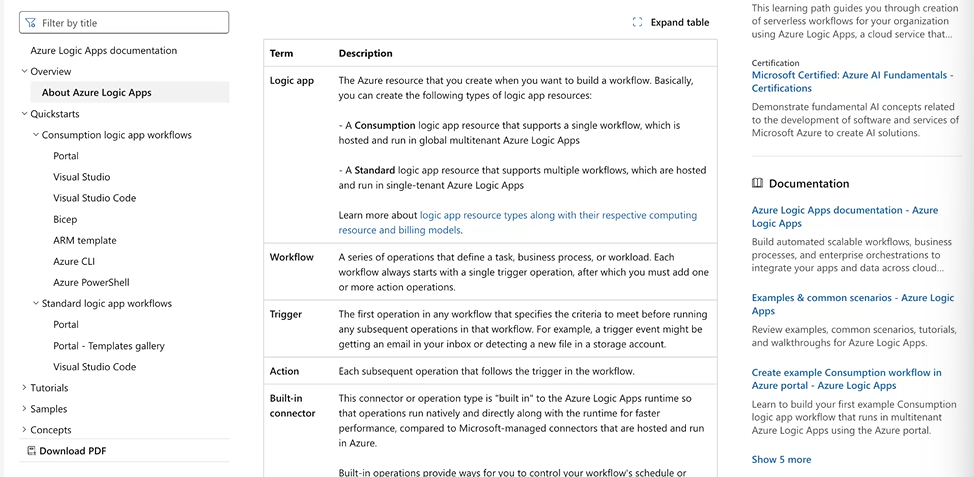 Filter by title
Azure Logic Apps documentation
Overview
About Azure Logic Apps
Quickstarts
Consumption logic app workflows
Portal
Visual Studio
Visual Studio Code
Bicep
ARM template
Azure CLI
Azure PowerShell
Standard logic app workflows
Portal
Portal - Templates gallery
Visual Studio Code
Tutorials
Samples
Concepts
Download PDF
Expand table
Term Description
Logic app
The Azure resource that you create when you want to build a workflow. Basically,
you can create the following types of logic app resources:
- A Consumption logic app resource that supports a single workflow, which is
hosted and run in global multitenant Azure Logic Apps
- A Standard logic app resource that supports multiple workflows, which are hosted
and run in single-tenant Azure Logic Apps
Learn more about logic app resource types along with their respective computing
resource and billing models.
Workflow
A series of operations that define a task, business process, or workload. Each
workflow always starts with a single trigger operation, after which you must add one
or more action operations.
Trigger
The first operation in any workflow that specifies the criteria to meet before running
any subsequent operations in that workflow. For example, a trigger event might be
getting an email in your inbox or detecting a new file in a storage account.
Action
Each subsequent operation that follows the trigger in the workflow.
Built-in
connector
This connector or operation type is "built in" to the Azure Logic Apps runtime so
that operations run natively and directly along with the runtime for faster
performance, compared to Microsoft-managed connectors that are hosted and run
in Azure.
Built-in operations provide ways for you to control your workflow's schedule or
This learning path guides you through creation
of serverless workflows for your organization
using Azure Logic Apps, a cloud service that...
Certification
Microsoft Certified: Azure AI Fundamentals -
Certifications
Demonstrate fundamental AI concepts related
to the development of software and services of
Microsoft Azure to create AI solutions.
Documentation
Azure Logic Apps documentation - Azure
Logic Apps
Build automated scalable workflows, business
processes, and enterprise orchestrations to
integrate your apps and data across cloud...
Examples & common scenarios - Azure Logic
Apps
Review examples, common scenarios, tutorials,
and walkthroughs for Azure Logic Apps.
Create example Consumption workflow in
Azure portal - Azure Logic Apps
Learn to build your first example Consumption
logic app workflow that runs in multitenant
Azure Logic Apps using the Azure portal.
Show 5 more